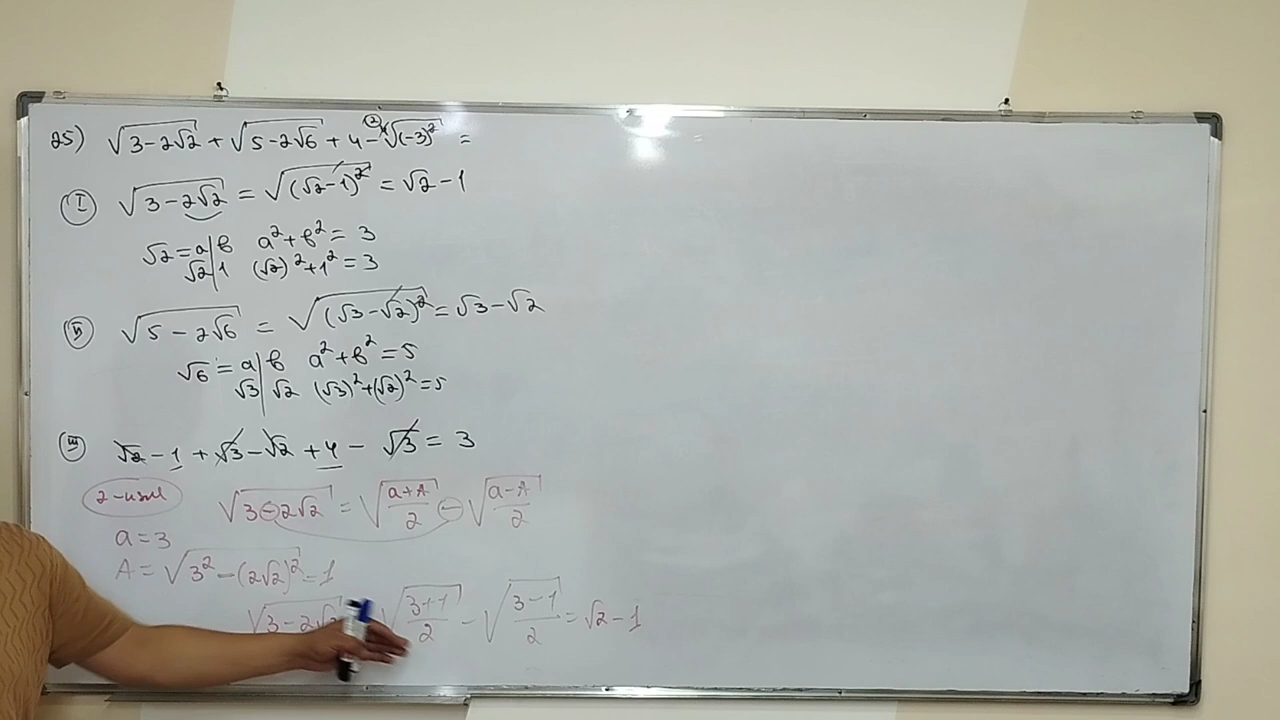 25) √(3-2√2) + √(5-2√6) + 4 - ⁴√((-3)²) =
I √(3-2√2) = √((√2-1)²) = √2-1
√2 = a | b a²+b² = 3
√2 | 1 (√2)²+1² = 3
II √(5-2√6) = √((√3-√2)²) = √3-√2
√6 = a | b a²+b² = 5
√3 | √2 (√3)²+(√2)² = 5
III √2 - 1 + √3 - √2 + 4 - √3 = 3
2-usul √(3-2√2) = √((a+A)/2) - √((a-A)/2)
a = 3
A = √(3²-(2√2)²) = 1
√(3-2√2) √((3+1)/2) - √((3-1)/2) = √2-1